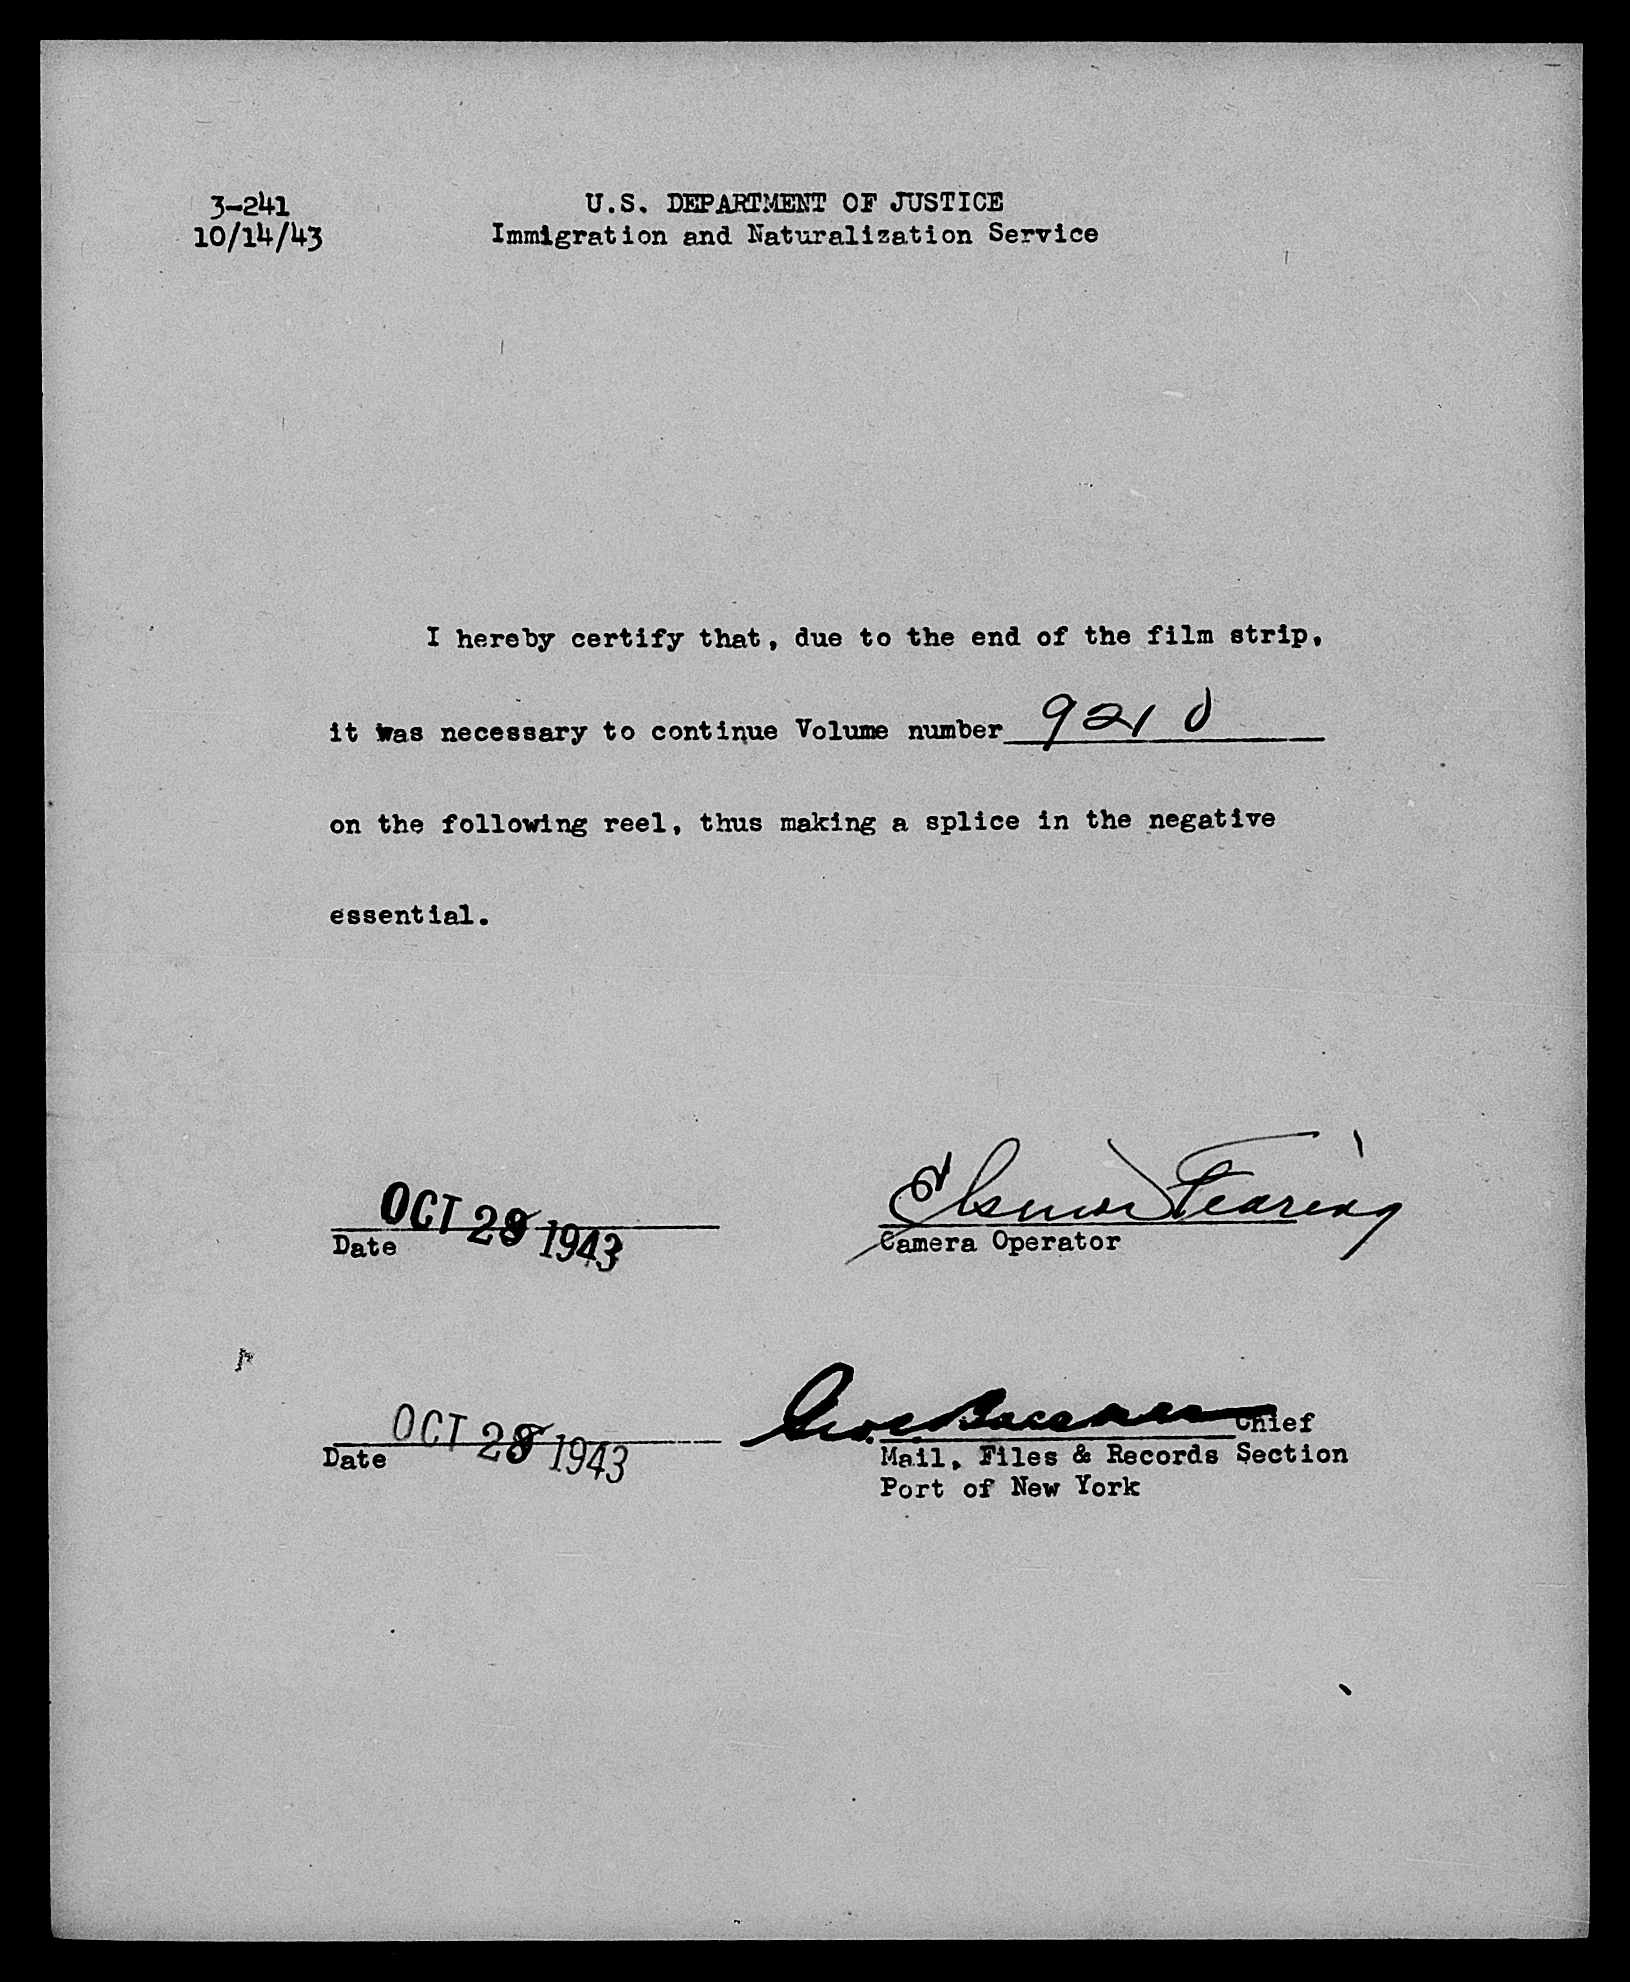 3-241
10/14/43
U.S. DEPARTMENT OF JUSTICE
Immigration and Naturalization Service
I hereby certify that, due to the end of the film strip,
it was necessary to continue Volume number 9210
on the following reel, thus making a splice in the negative
essential.
OCT 28 1943
Date
Fearing
Camera Operator
OCT 28 1943
Date
Geo. Chief
Mail, Files & Records Section
Port of New York